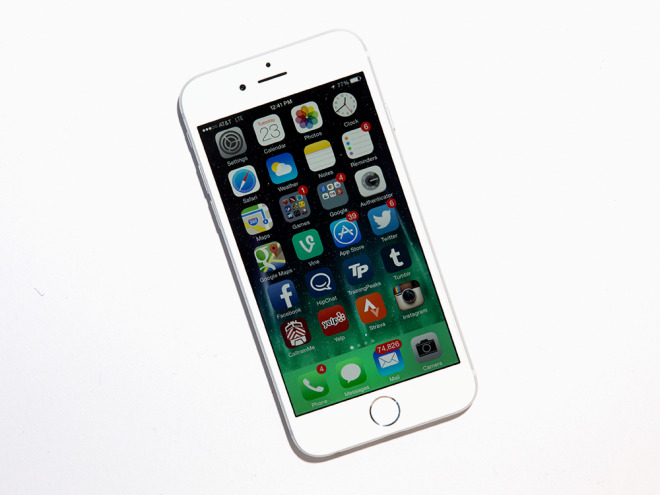 AT&T LTE 12:41 PM 77%
Settings
Tuesday
23
Calendar
Photos
Clock
Safari
Weather
Notes
6
Reminders
Maps
1
Games
4
Google
Authenticator
Google Maps
Vine
39
App Store
6
Twitter
f
Facebook
HipChat
TP
TrainingPeaks
t
Tumblr
CaltrainMe
yelp
Yelp
Strava
Instagram
4
Phone
Messages
74,826
Mail
Camera